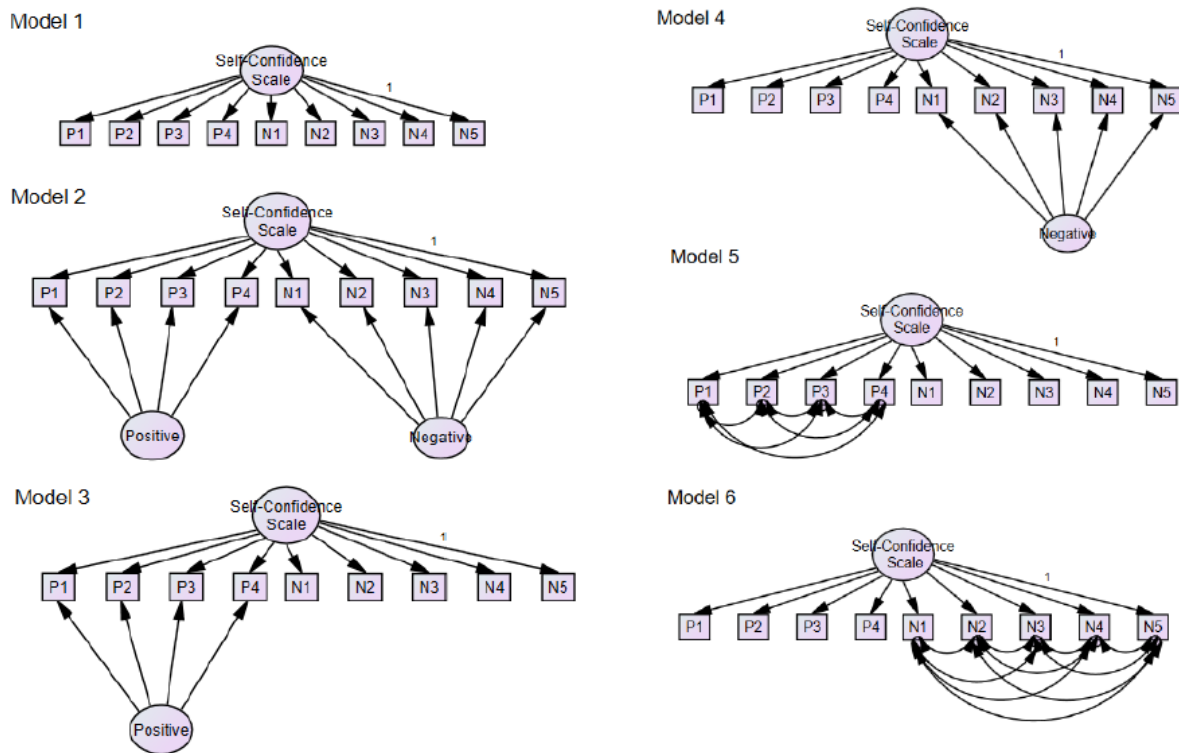 Model 1
Self-Confidence
Scale
1
P1 P2 P3 P4 N1 N2 N3 N4 N5
Model 2
Self-Confidence
Scale
1
P1 P2 P3 P4 N1 N2 N3 N4 N5
Positive Negative
Model 3
Self-Confidence
Scale
1
P1 P2 P3 P4 N1 N2 N3 N4 N5
Positive
Model 4
Self-Confidence
Scale
1
P1 P2 P3 P4 N1 N2 N3 N4 N5
Negative
Model 5
Self-Confidence
Scale
1
P1 P2 P3 P4 N1 N2 N3 N4 N5
Model 6
Self-Confidence
Scale
1
P1 P2 P3 P4 N1 N2 N3 N4 N5